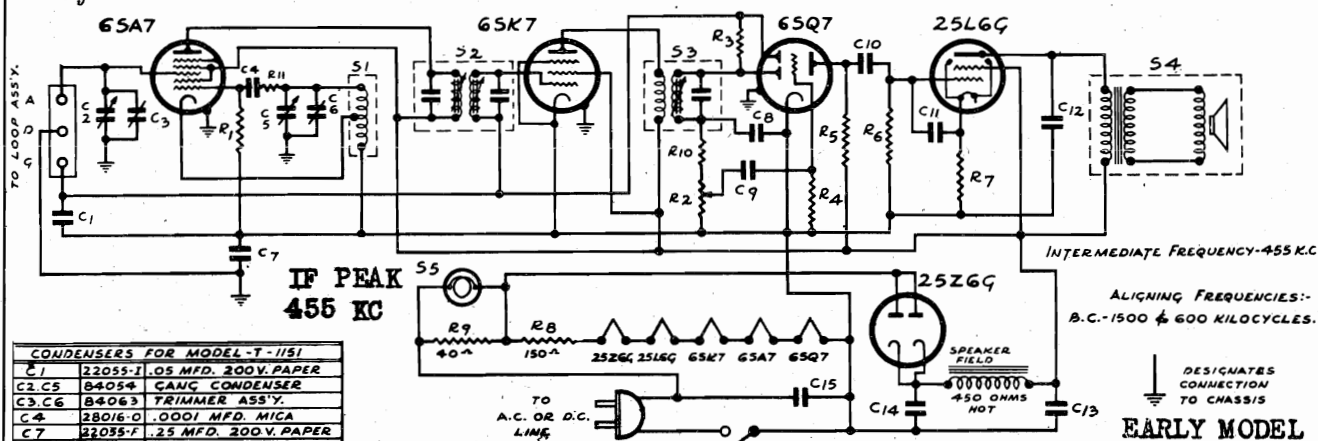 6SA7
6SK7
6SQ7
25L6G
S1
S2
S3
S4
R3
C10
C4
R11
TO LOOP ASS'Y.
A
D
G
C2
C3
R1
C5
C6
C8
R5
R6
C11
C12
R10
R2
C9
R4
R7
C1
C7
INTERMEDIATE FREQUENCY-455 K.C
IF PEAK
455 KC
S5
25Z6G
ALIGNING FREQUENCIES:-
B.C.-1500 & 600 KILOCYCLES.
R9
40Ω
R8
150Ω
25Z6G 25L6G 6SK7 6SA7 6SQ7
SPEAKER
FIELD
450 OHMS
HOT
DESIGNATES
CONNECTION
TO CHASSIS
TO
A.C. OR D.C.
LINE
C15
C14
C13
EARLY MODEL
CONDENSERS FOR MODEL-T-1151
C1 22055-I .05 MFD. 200V. PAPER
C2.C5 84054 GANG CONDENSER
C3.C6 84063 TRIMMER ASS'Y.
C4 28016-O .0001 MFD. MICA
C7 22035-F .25 MFD. 200V. PAPER